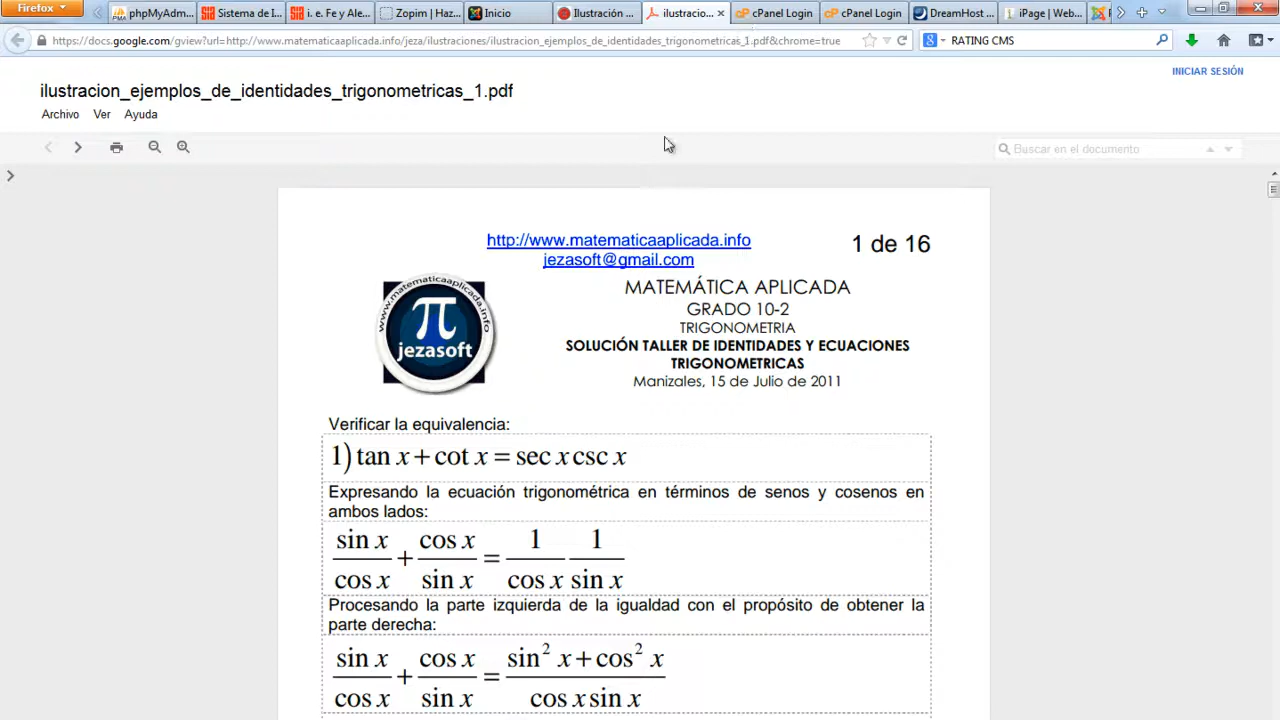 Firefox
phpMyAdm...
Sistema de I...
i. e. Fe y Ale...
Zopim | Haz...
Inicio
Ilustración ...
ilustracio...
cPanel Login
cPanel Login
DreamHost ...
iPage | Web...
https://docs.google.com/gview?url=http://www.matematicaaplicada.info/jeza/ilustraciones/ilustracion_ejemplos_de_identidades_trigonometricas_1.pdf&chrome=true
RATING CMS
INICIAR SESIÓN
ilustracion_ejemplos_de_identidades_trigonometricas_1.pdf
Archivo Ver Ayuda
Buscar en el documento
http://www.matematicaaplicada.info
1 de 16
jezasoft@gmail.com
www.matematicaaplicada.info
π
jezasoft
MATEMÁTICA APLICADA
GRADO 10-2
TRIGONOMETRIA
SOLUCIÓN TALLER DE IDENTIDADES Y ECUACIONES
TRIGONOMETRICAS
Manizales, 15 de Julio de 2011
Verificar la equivalencia:
1) tan x + cot x = sec x csc x
Expresando la ecuación trigonométrica en términos de senos y cosenos en
ambos lados:
sin x / cos x + cos x / sin x = 1 / cos x 1 / sin x
Procesando la parte izquierda de la igualdad con el propósito de obtener la
parte derecha:
sin x / cos x + cos x / sin x = sin² x + cos² x / cos x sin x